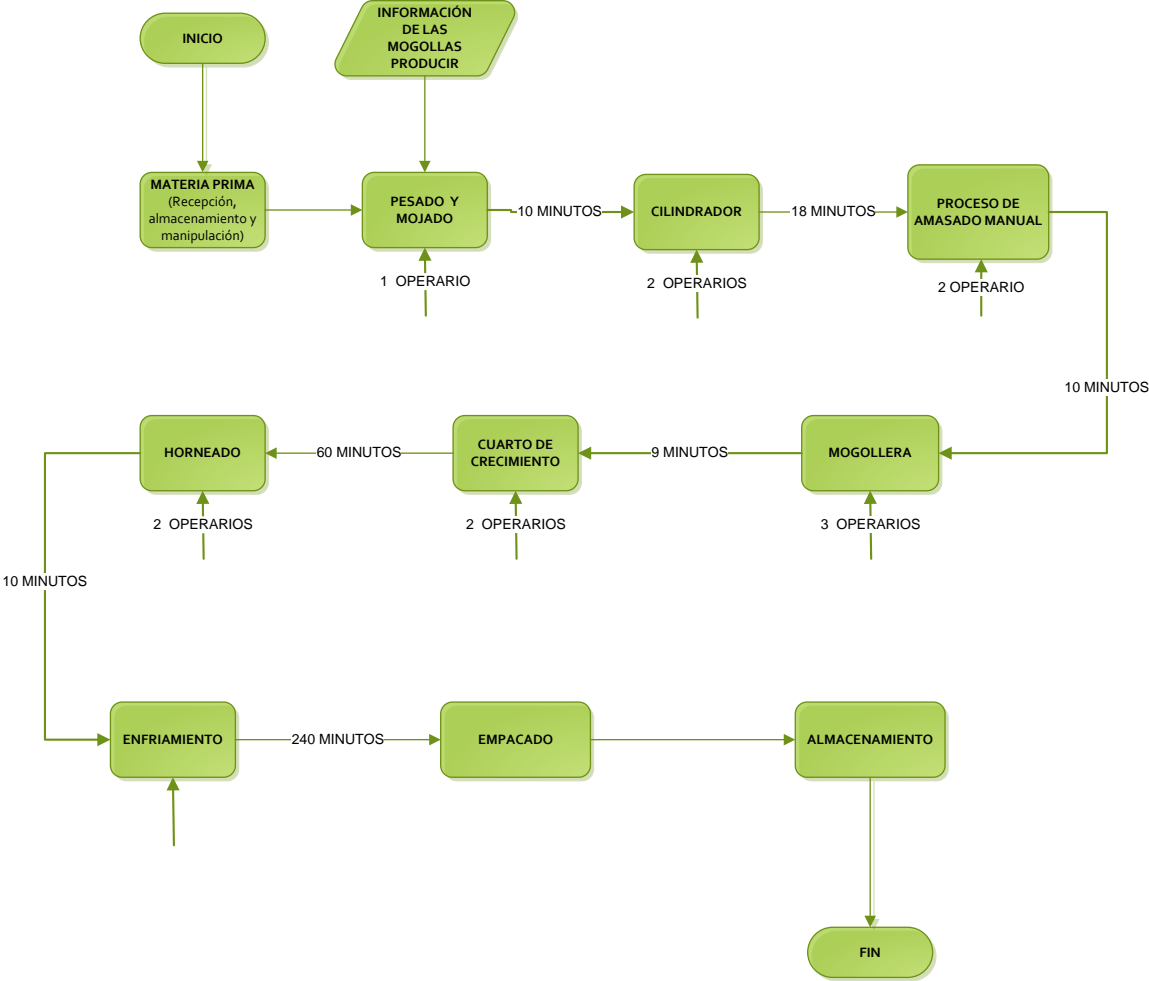 INICIO
INFORMACIÓN
DE LAS
MOGOLLAS
PRODUCIR
MATERIA PRIMA
(Recepción,
almacenamiento y
manipulación)
PESADO Y
MOJADO
10 MINUTOS
CILINDRADOR
18 MINUTOS
PROCESO DE
AMASADO MANUAL
1 OPERARIO
2 OPERARIOS
2 OPERARIO
10 MINUTOS
HORNEADO
60 MINUTOS
CUARTO DE
CRECIMIENTO
9 MINUTOS
MOGOLLERA
2 OPERARIOS
2 OPERARIOS
3 OPERARIOS
10 MINUTOS
ENFRIAMIENTO
240 MINUTOS
EMPACADO
ALMACENAMIENTO
FIN